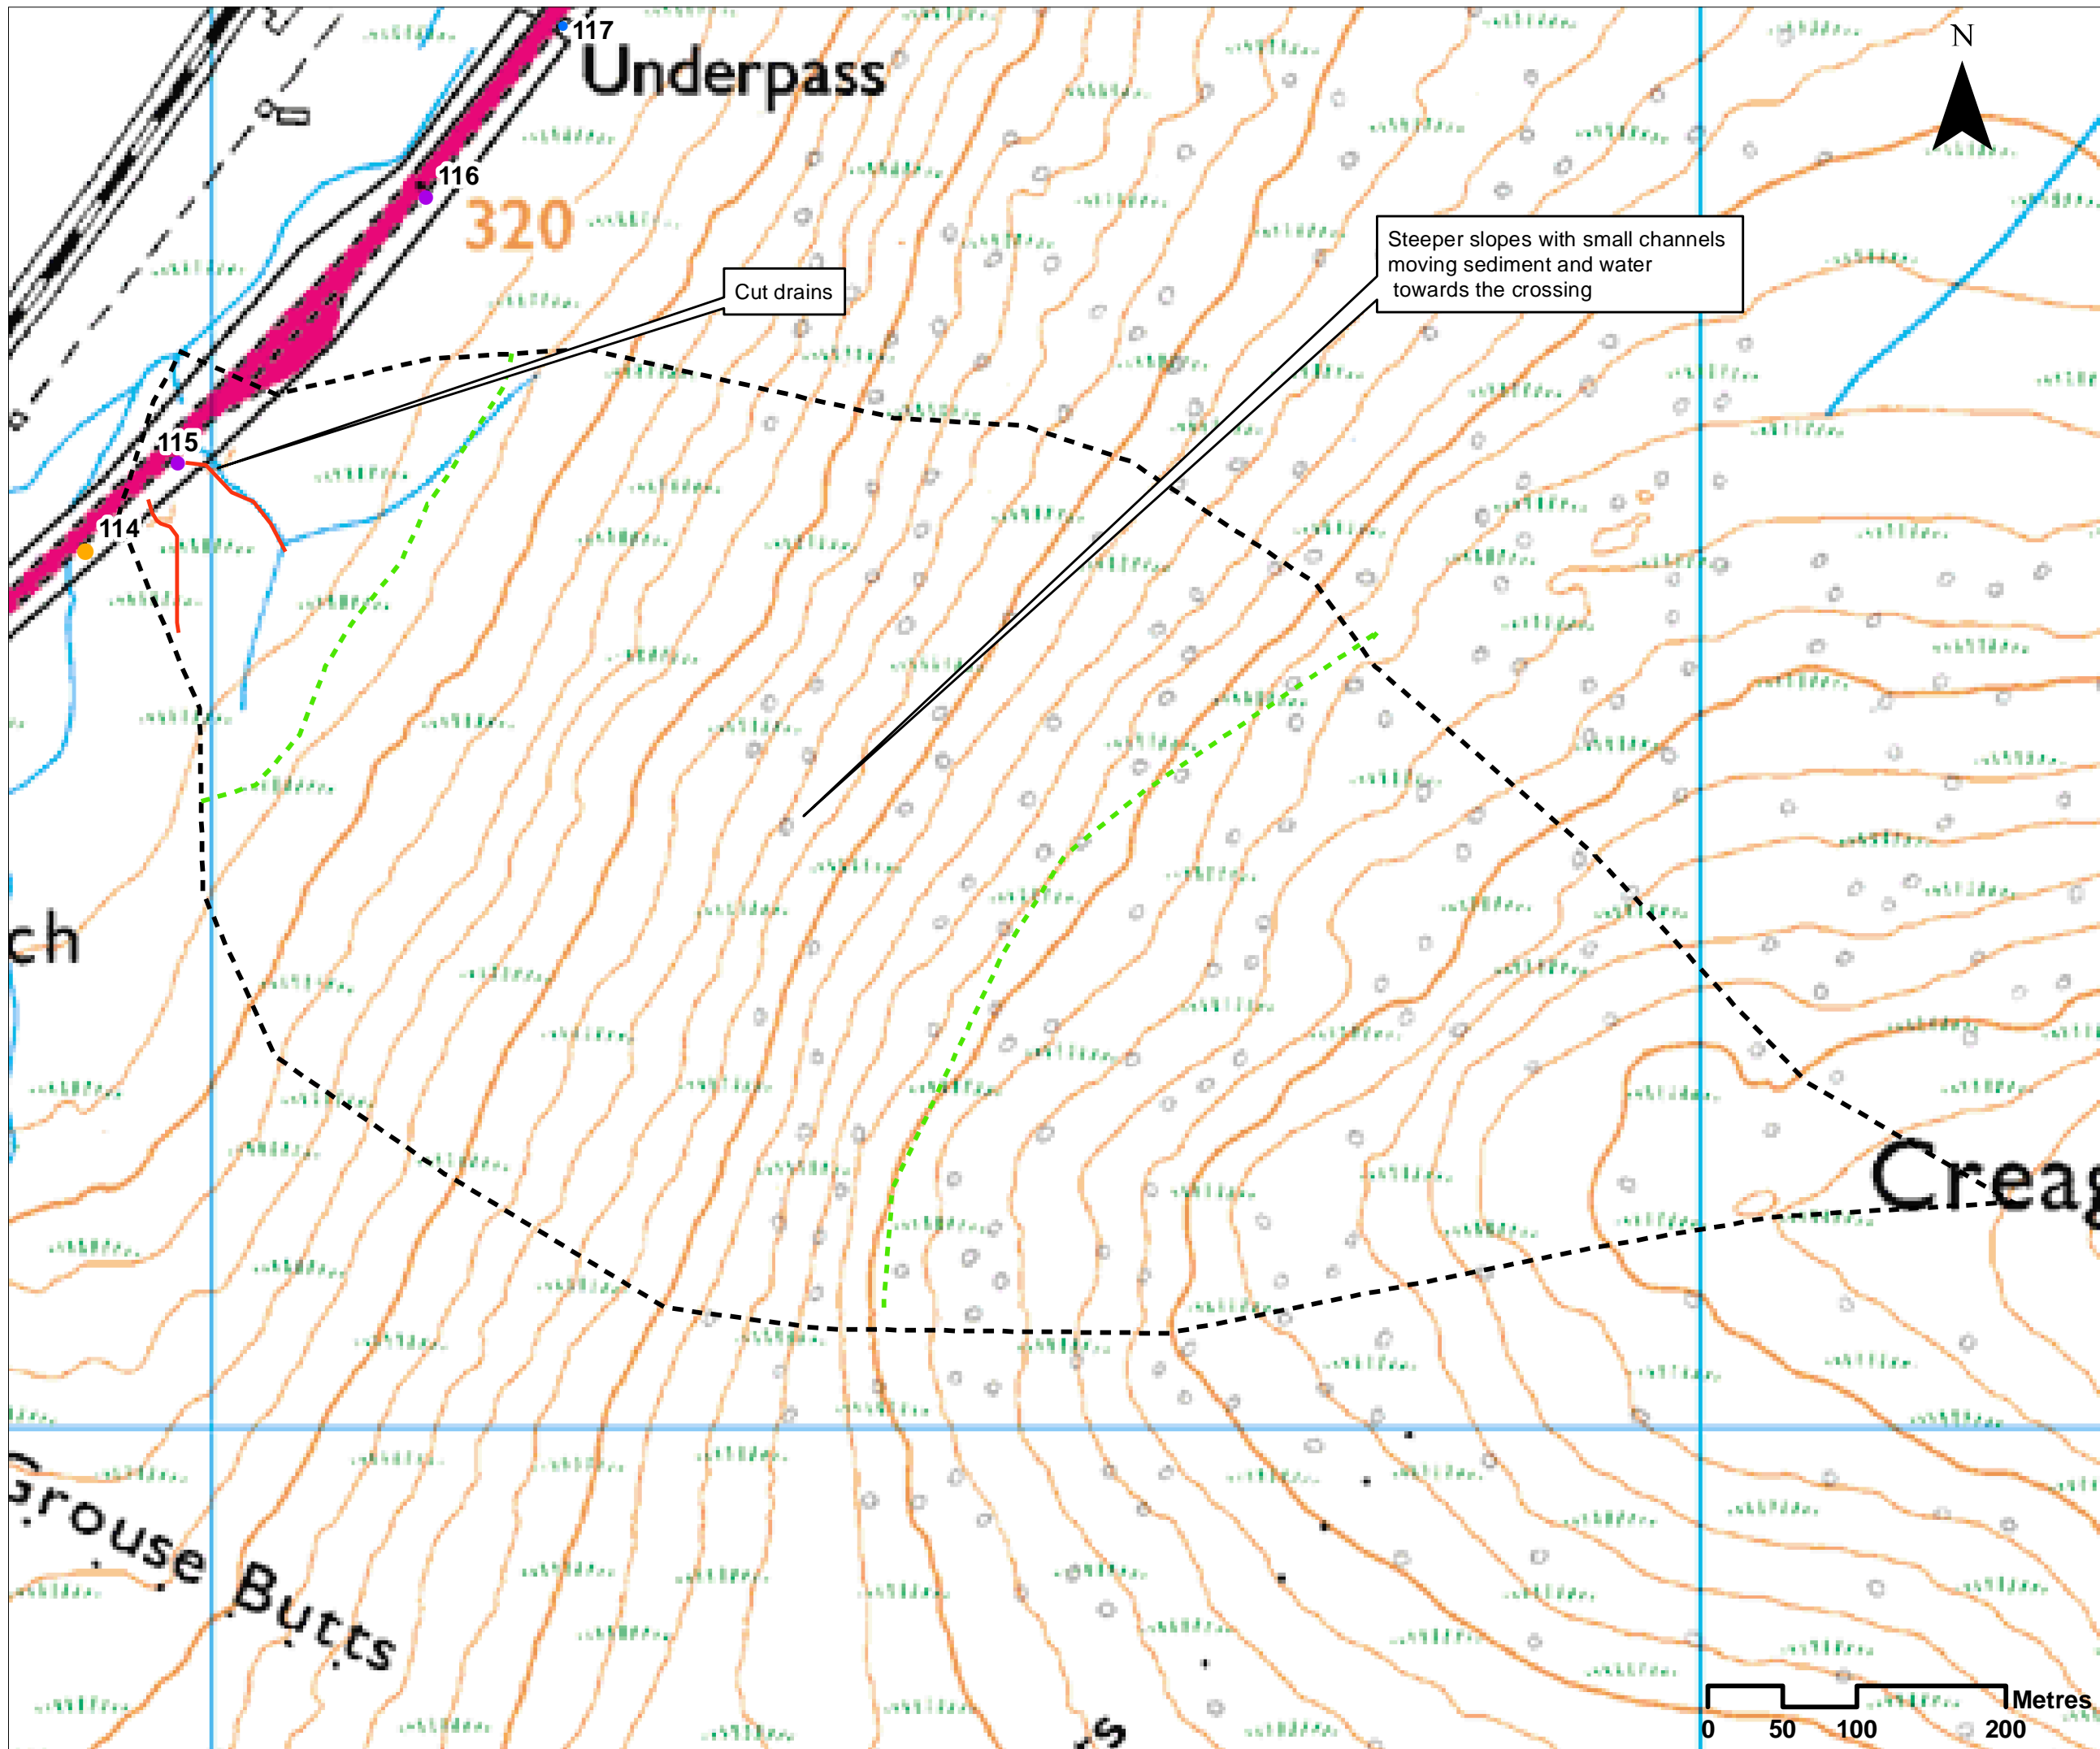 117
Underpass
N
116
320
Steeper slopes with small channels
moving sediment and water
towards the crossing
Cut drains
115
114
ch
Creag
Grouse Butts
s
Metres
0 50 100 200